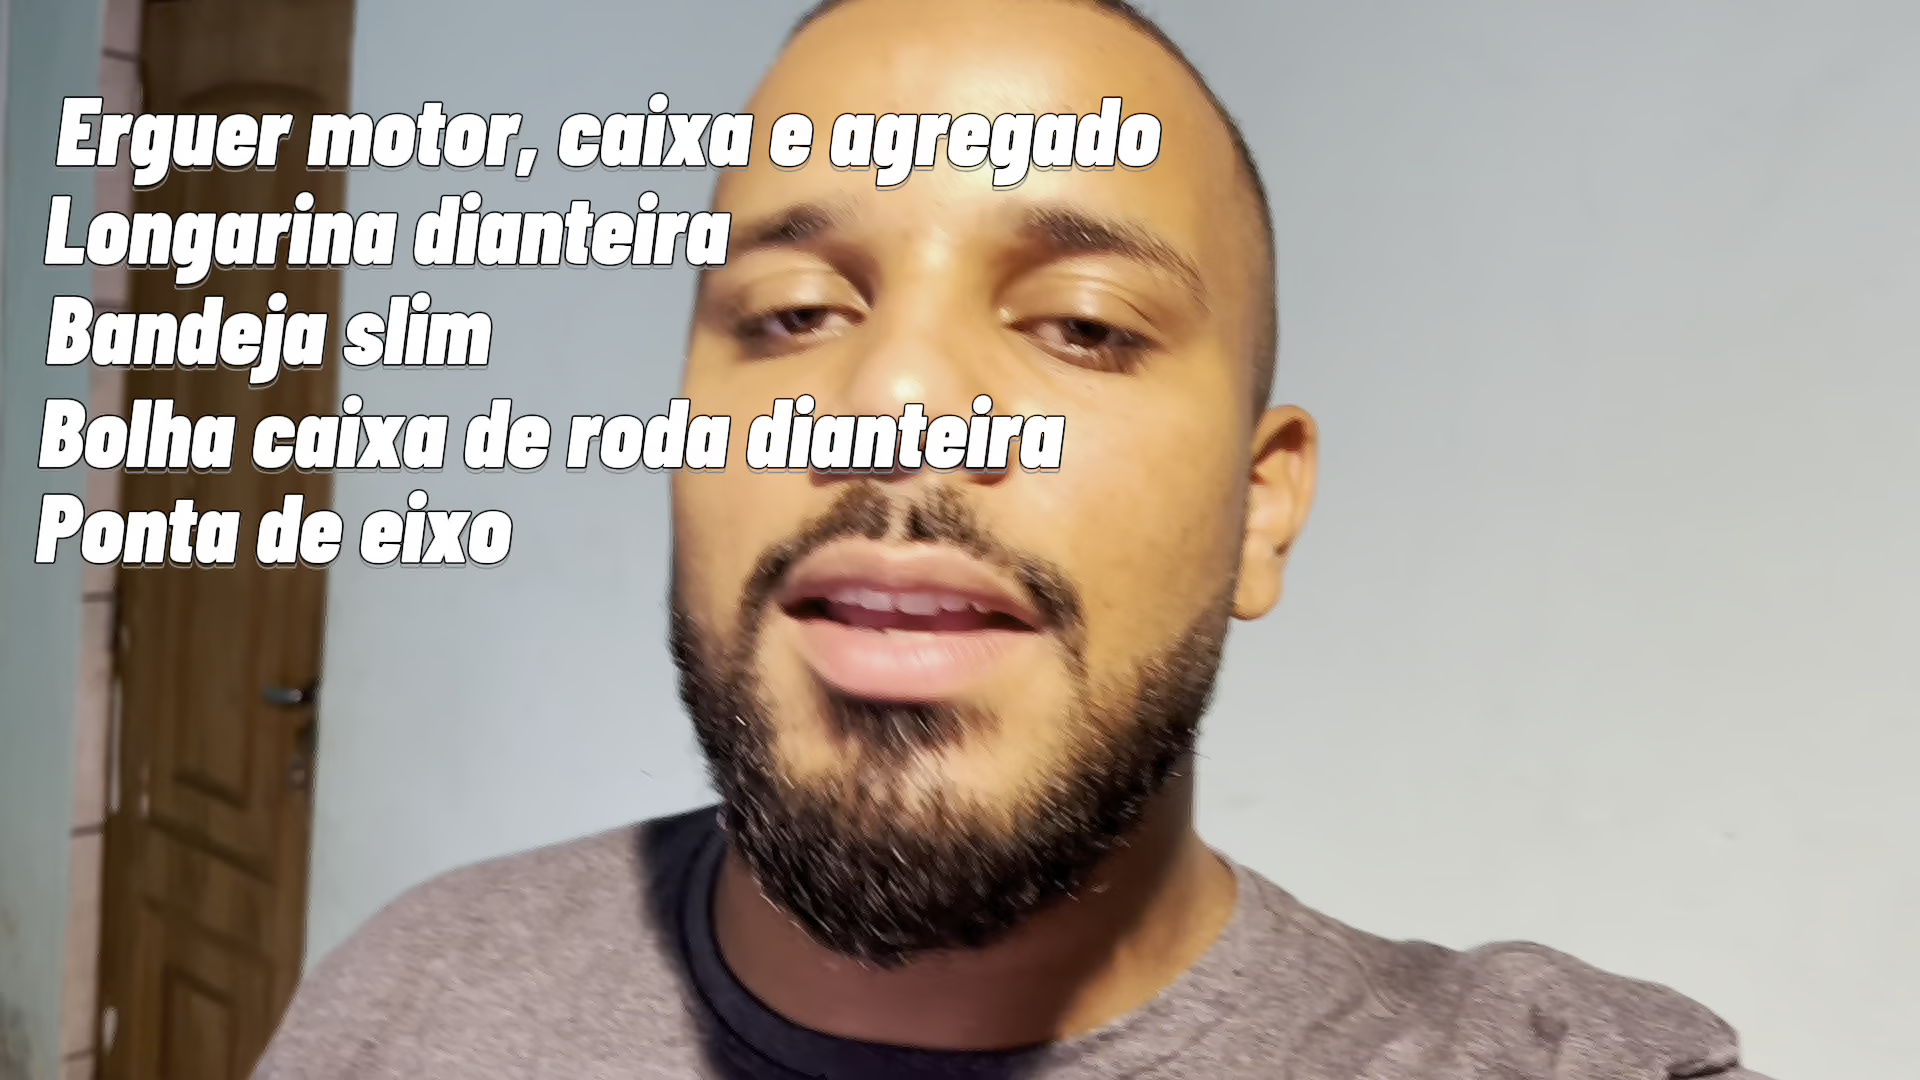 Erguer motor, caixa e agregado
Longarina dianteira
Bandeja slim
Bolha caixa de roda dianteira
Ponta de eixo